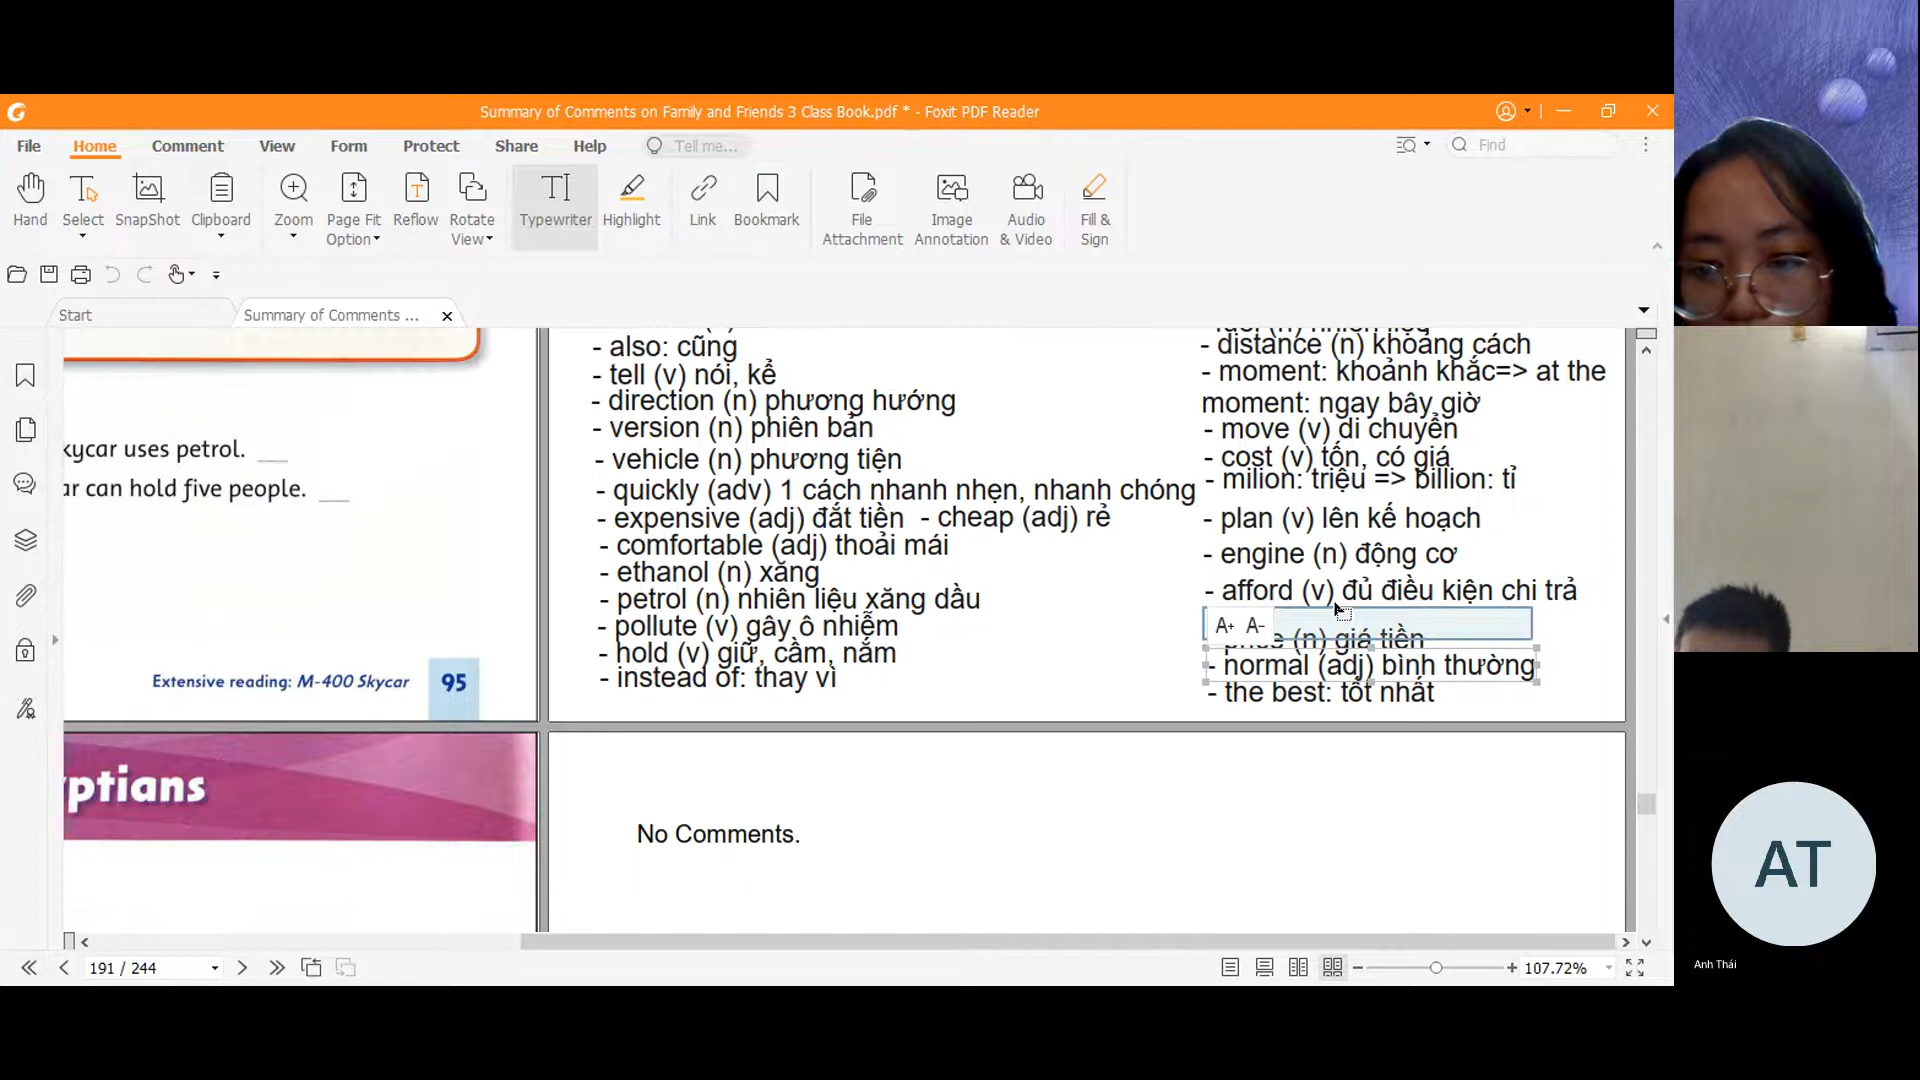 Summary of Comments on Family and Friends 3 Class Book.pdf * - Foxit PDF Reader
File Home Comment View Form Protect Share Help Tell me... Find
Hand Select SnapShot Clipboard Zoom Page Fit Option Reflow Rotate View Typewriter Highlight Link Bookmark File Attachment Image Annotation Audio & Video Fill & Sign
Start Summary of Comments ...
kycar uses petrol. __
ar can hold five people. __
Extensive reading: M-400 Skycar 95
- also: cũng
- tell (v) nói, kể
- direction (n) phương hướng
- version (n) phiên bản
- vehicle (n) phương tiện
- quickly (adv) 1 cách nhanh nhẹn, nhanh chóng
- expensive (adj) đắt tiền - cheap (adj) rẻ
- comfortable (adj) thoải mái
- ethanol (n) xăng
- petrol (n) nhiên liệu xăng dầu
- pollute (v) gây ô nhiễm
- hold (v) giữ, cầm, nắm
- instead of: thay vì
- distance (n) khoảng cách
- moment: khoảnh khắc=> at the
moment: ngay bây giờ
- move (v) di chuyển
- cost (v) tốn, có giá
- milion: triệu => billion: tỉ
- plan (v) lên kế hoạch
- engine (n) động cơ
- afford (v) đủ điều kiện chi trả
A+ A-
(n) giá tiền
- normal (adj) bình thường
- the best: tốt nhất
ptians
No Comments.
191 / 244
107.72%
AT
Anh Thái